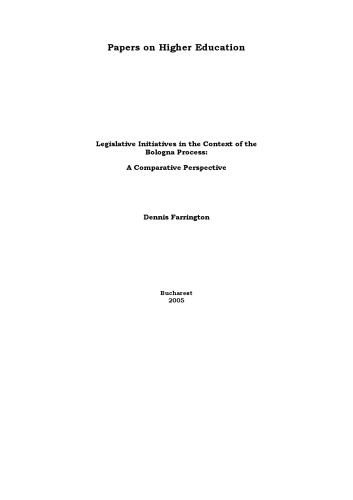 Papers on Higher Education
Legislative Initiatives in the Context of the
Bologna Process:
A Comparative Perspective
Dennis Farrington
Bucharest
2005